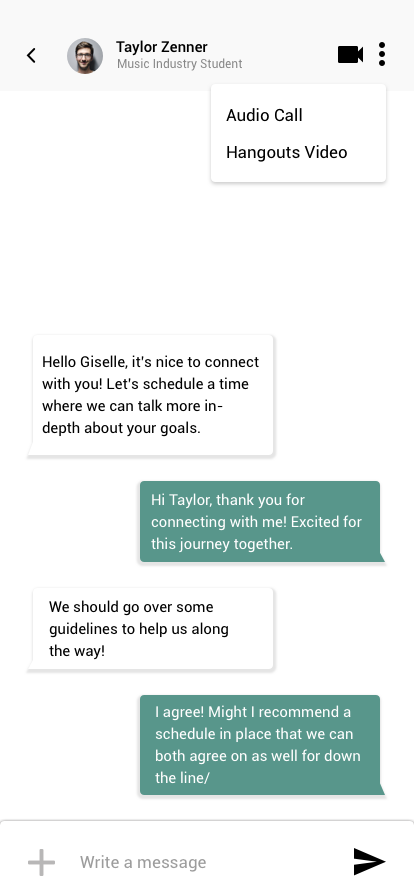 Taylor Zenner
Music Industry Student
Audio Call
Hangouts Video
Hello Giselle, it's nice to connect
with you! Let's schedule a time
where we can talk more in-
depth about your goals.
Hi Taylor, thank you for
connecting with me! Excited for
this journey together.
We should go over some
guidelines to help us along
the way!
I agree! Might I recommend a
schedule in place that we can
both agree on as well for down
the line/
Write a message